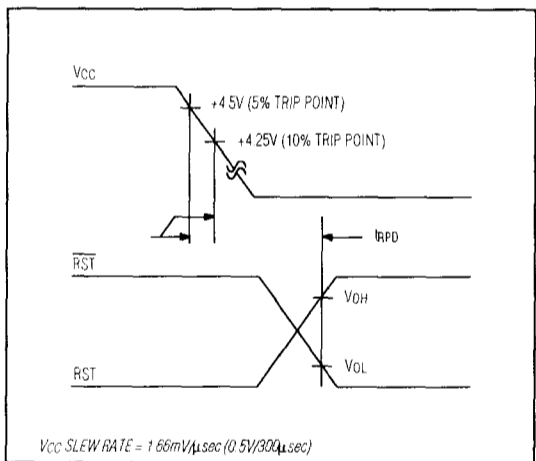 VCC
+4.5V (5% TRIP POINT)
+4.25V (10% TRIP POINT)
tRPD
RST
VOH
VOL
RST
VCC SLEW RATE = 1.66mV/µsec (0.5V/300µsec)